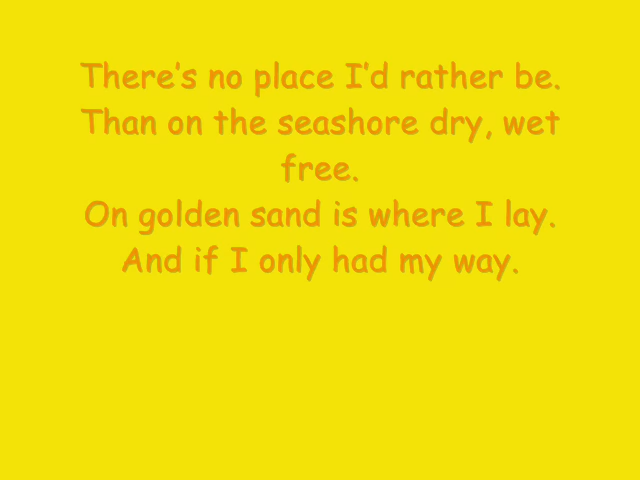 There's no place I'd rather be.
Than on the seashore dry, wet
free.
On golden sand is where I lay.
And if I only had my way.